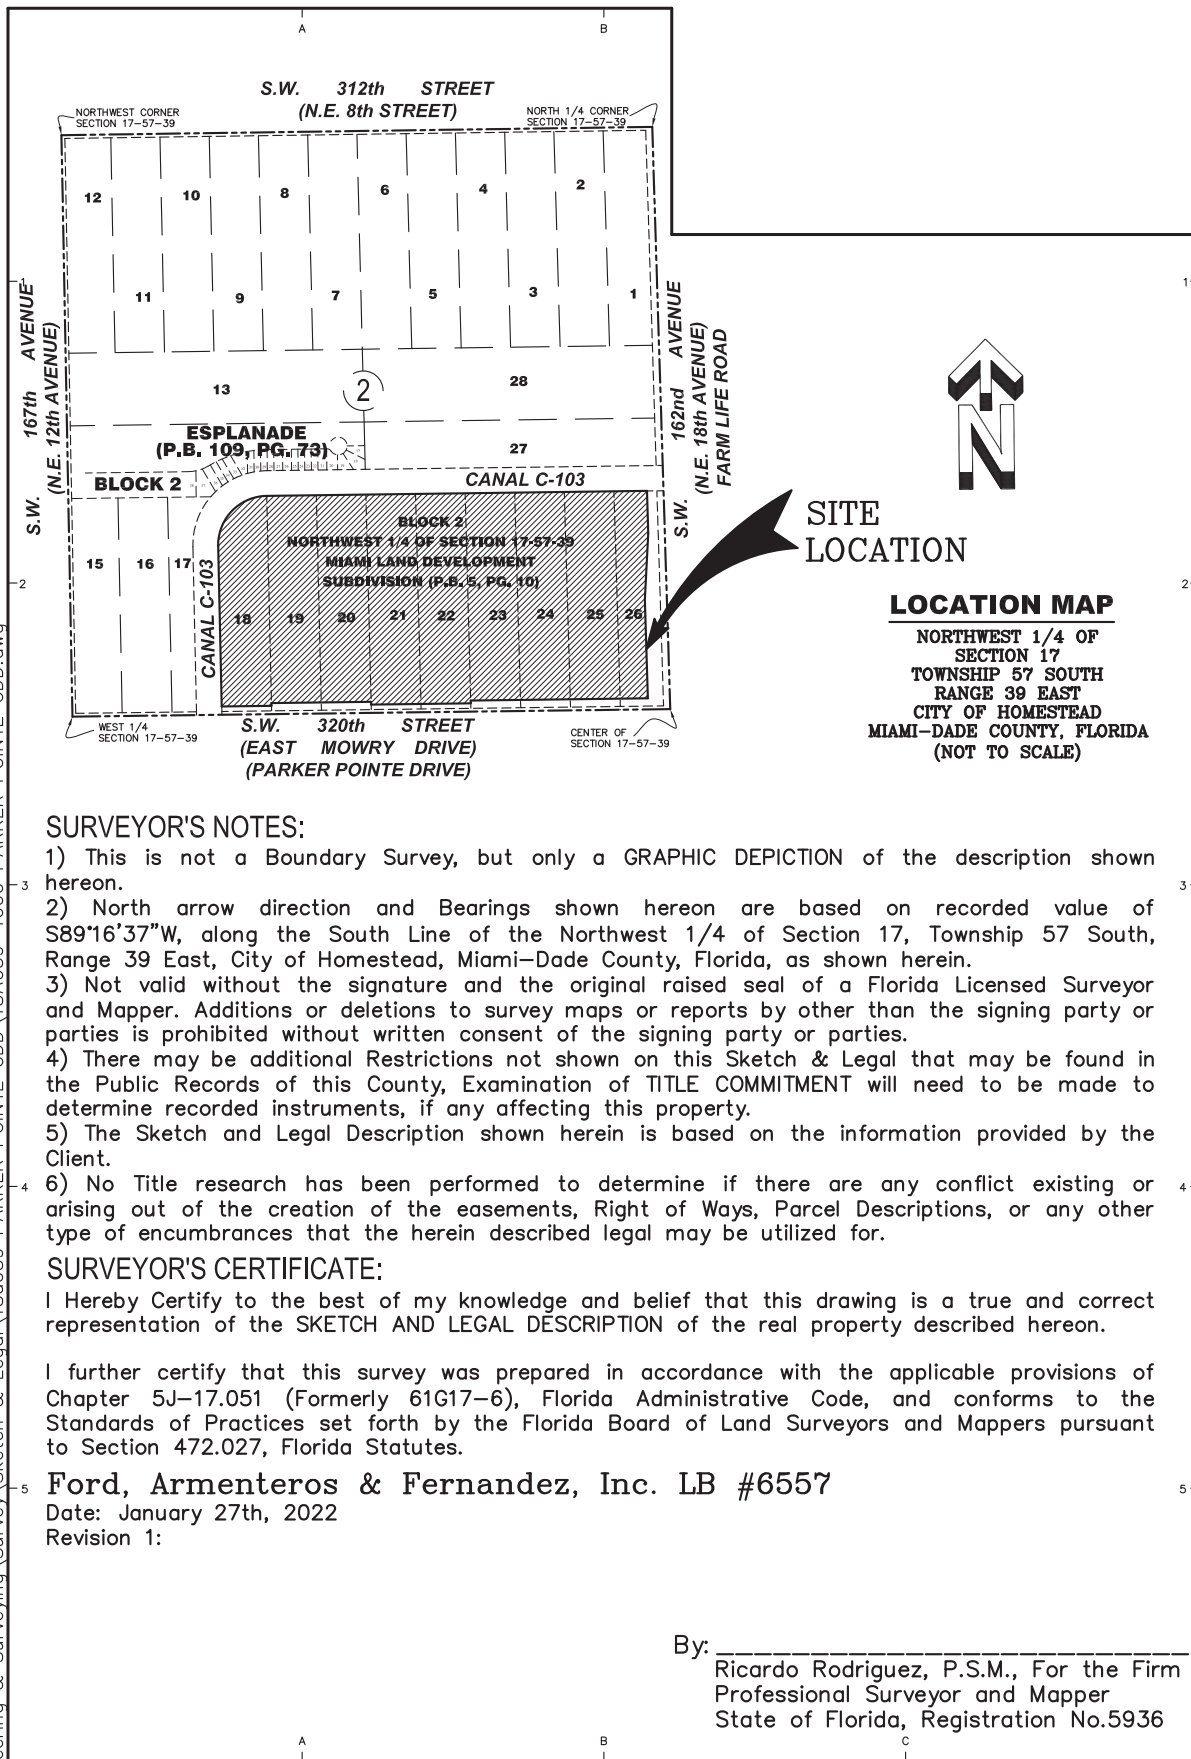 A
B
S.W. 312th STREET
(N.E. 8th STREET)
NORTHWEST CORNER
SECTION 17-57-39
NORTH 1/4 CORNER
SECTION 17-57-39
12
10
8
6
4
2
11
9
7
5
3
1
1
1
S.W. 167th AVENUE
(N.E. 12th AVENUE)
S.W. 162nd AVENUE
(N.E. 18th AVENUE)
FARM LIFE ROAD
13
2
28
ESPLANADE
(P.B. 109, PG. 73)
27
BLOCK 2
CANAL C-103
N
SITE
LOCATION
BLOCK 2
NORTHWEST 1/4 OF SECTION 17-57-39
MIAMI LAND DEVELOPMENT
SUBDIVISION (P.B. 5, PG. 10)
15
16
17
CANAL C-103
18
19
20
21
22
23
24
25
26
2
2
LOCATION MAP
NORTHWEST 1/4 OF
SECTION 17
TOWNSHIP 57 SOUTH
RANGE 39 EAST
CITY OF HOMESTEAD
MIAMI-DADE COUNTY, FLORIDA
(NOT TO SCALE)
WEST 1/4
SECTION 17-57-39
S.W. 320th STREET
(EAST MOWRY DRIVE)
(PARKER POINTE DRIVE)
CENTER OF
SECTION 17-57-39
SURVEYOR'S NOTES:
1) This is not a Boundary Survey, but only a GRAPHIC DEPICTION of the description shown
hereon.
3
3
2) North arrow direction and Bearings shown hereon are based on recorded value of
S89°16'37"W, along the South Line of the Northwest 1/4 of Section 17, Township 57 South,
Range 39 East, City of Homestead, Miami-Dade County, Florida, as shown herein.
3) Not valid without the signature and the original raised seal of a Florida Licensed Surveyor
and Mapper. Additions or deletions to survey maps or reports by other than the signing party or
parties is prohibited without written consent of the signing party or parties.
4) There may be additional Restrictions not shown on this Sketch & Legal that may be found in
the Public Records of this County, Examination of TITLE COMMITMENT will need to be made to
determine recorded instruments, if any affecting this property.
5) The Sketch and Legal Description shown herein is based on the information provided by the
Client.
4
4
6) No Title research has been performed to determine if there are any conflict existing or
arising out of the creation of the easements, Right of Ways, Parcel Descriptions, or any other
type of encumbrances that the herein described legal may be utilized for.
SURVEYOR'S CERTIFICATE:
I Hereby Certify to the best of my knowledge and belief that this drawing is a true and correct
representation of the SKETCH AND LEGAL DESCRIPTION of the real property described hereon.
I further certify that this survey was prepared in accordance with the applicable provisions of
Chapter 5J-17.051 (Formerly 61G17-6), Florida Administrative Code, and conforms to the
Standards of Practices set forth by the Florida Board of Land Surveyors and Mappers pursuant
to Section 472.027, Florida Statutes.
5
5
Ford, Armenteros & Fernandez, Inc. LB #6557
Date: January 27th, 2022
Revision 1:
By:
Ricardo Rodriguez, P.S.M., For the Firm
Professional Surveyor and Mapper
State of Florida, Registration No.5936
A
B
C